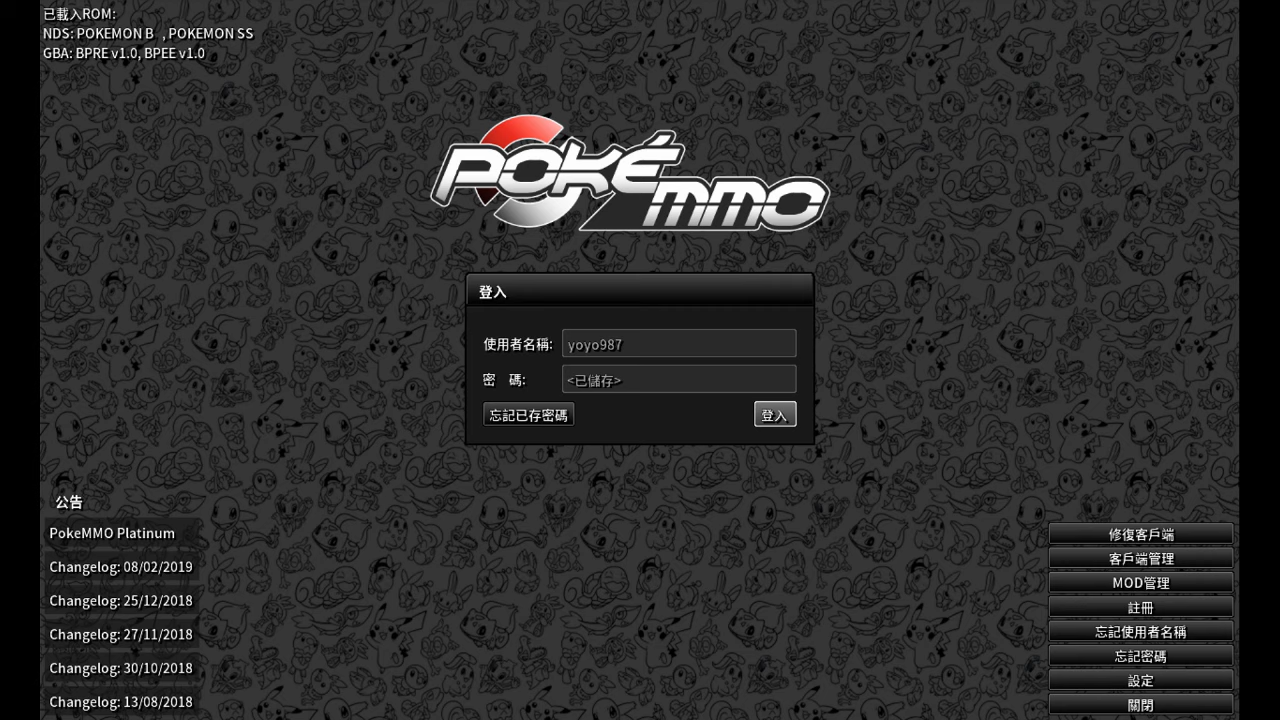 已載入ROM:
NDS: POKEMON B , POKEMON SS
GBA: BPRE v1.0, BPEE v1.0
POKÉ
MMO
登入
使用者名稱: yoyo987
密 碼: <已儲存>
忘記已存密碼 登入
公告
PokeMMO Platinum
Changelog: 08/02/2019
Changelog: 25/12/2018
Changelog: 27/11/2018
Changelog: 30/10/2018
Changelog: 13/08/2018
修復客戶端
客戶端管理
MOD管理
註冊
忘記使用者名稱
忘記密碼
設定
關閉